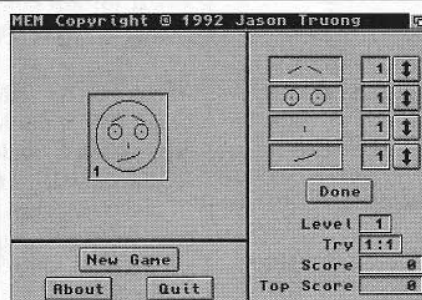 MEM Copyright © 1992 Jason Truong
1
1
1
1
1
Done
Level 1
Try 1:1
Score 0
Top Score 0
New Game
About Quit